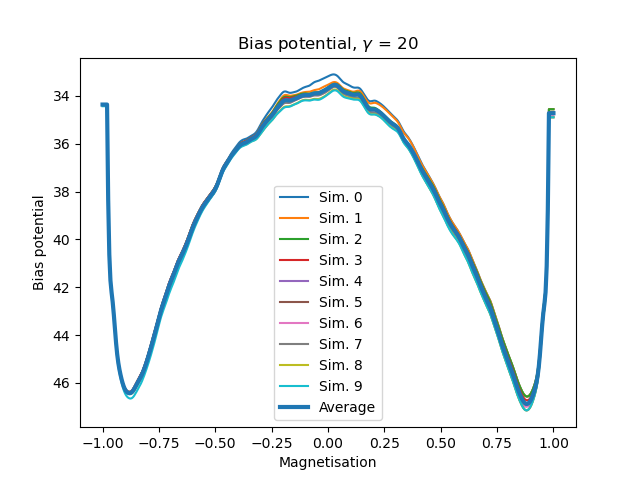 Bias potential, γ = 20
Bias potential
34
36
38
40
42
44
46
Sim. 0
Sim. 1
Sim. 2
Sim. 3
Sim. 4
Sim. 5
Sim. 6
Sim. 7
Sim. 8
Sim. 9
Average
−1.00 −0.75 −0.50 −0.25 0.00 0.25 0.50 0.75 1.00
Magnetisation